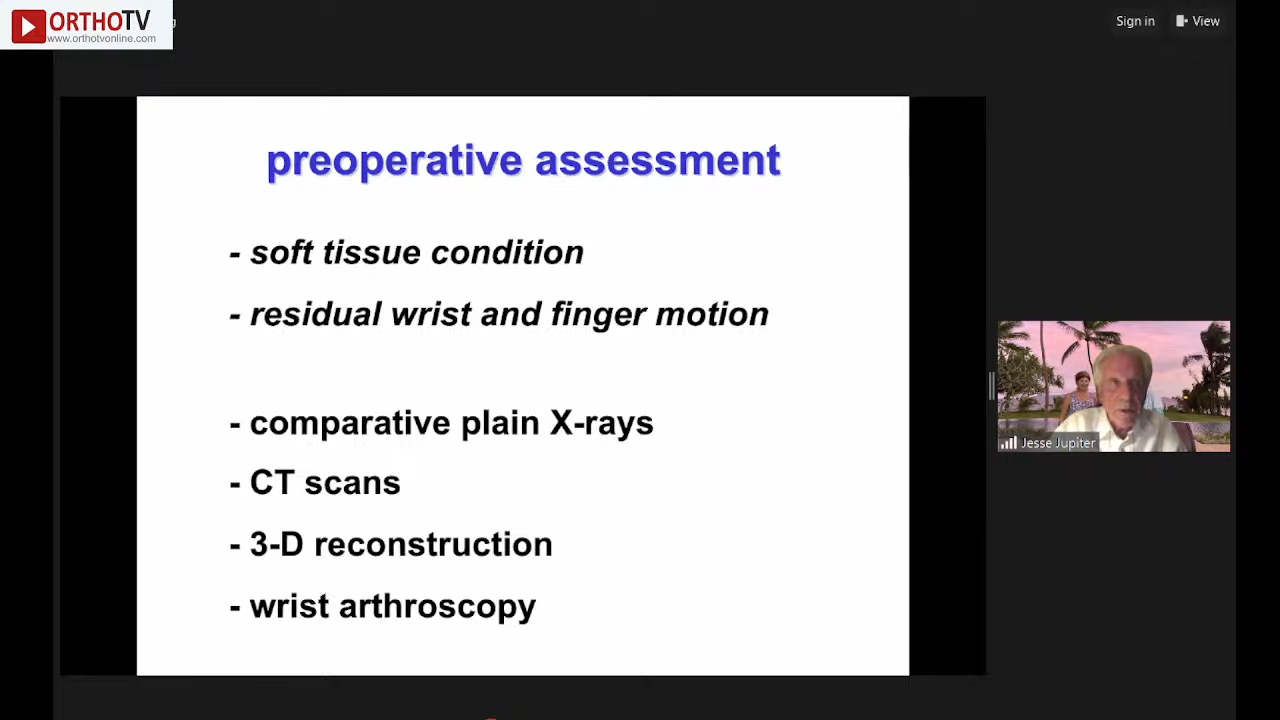 ORTHOTV
www.orthotvonline.com
Sign in
View
preoperative assessment
- soft tissue condition
- residual wrist and finger motion
- comparative plain X-rays
- CT scans
- 3-D reconstruction
- wrist arthroscopy
Jesse Jupiter